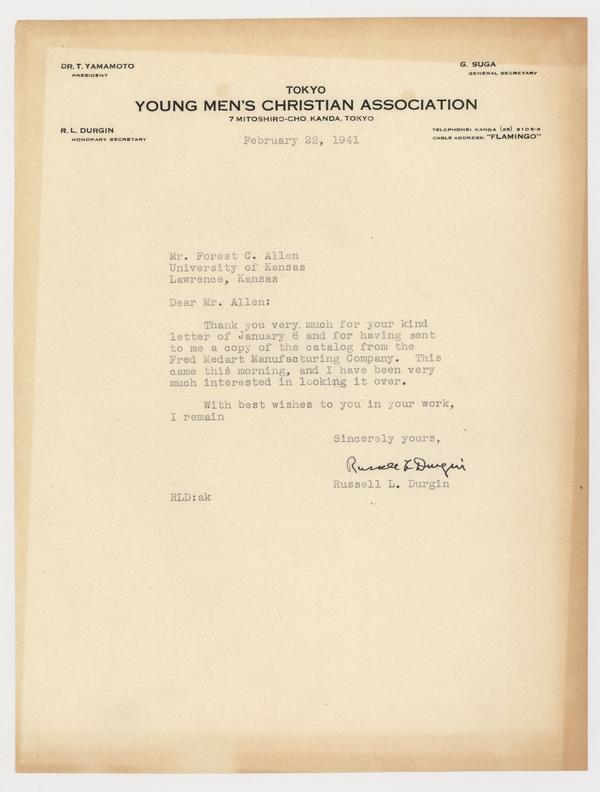 DR. T. YAMAMOTO
PRESIDENT
G. SUGA
GENERAL SECRETARY
TOKYO
YOUNG MEN'S CHRISTIAN ASSOCIATION
7 MITOSHIRO-CHO, KANDA, TOKYO
R. L. DURGIN
HONORARY SECRETARY
TELEPHONE: KANDA (25)
CABLE ADDRESS: "FLAMINGO"
February 22, 1941
Mr. Forest C. Allen
University of Kansas
Lawrence, Kansas
Dear Mr. Allen:
Thank you very much for your kind
letter of January 6 and for having sent
to me a copy of the catalog from the
Fred Medart Manufacturing Company. This
came this morning, and I have been very
much interested in looking it over.
With best wishes to you in your work,
I remain
Sincerely yours,
Russell L Durgin
Russell L. Durgin
RLD:ak